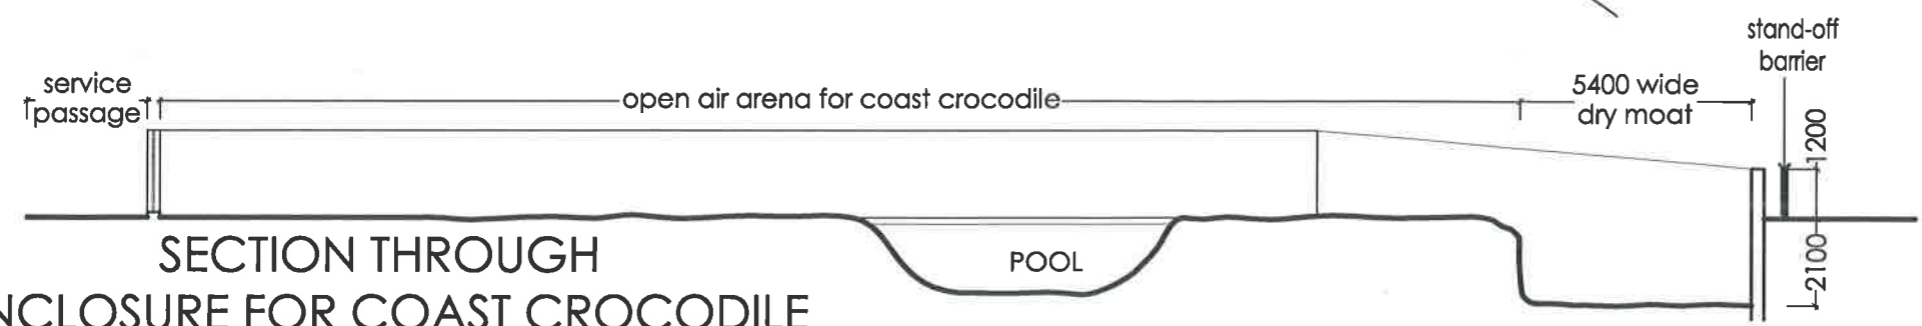 stand-off
barrier
service
passage
open air arena for coast crocodile
5400 wide
dry moat
1200
2100
POOL
SECTION THROUGH
NCLOSURE FOR COAST CROCODILE